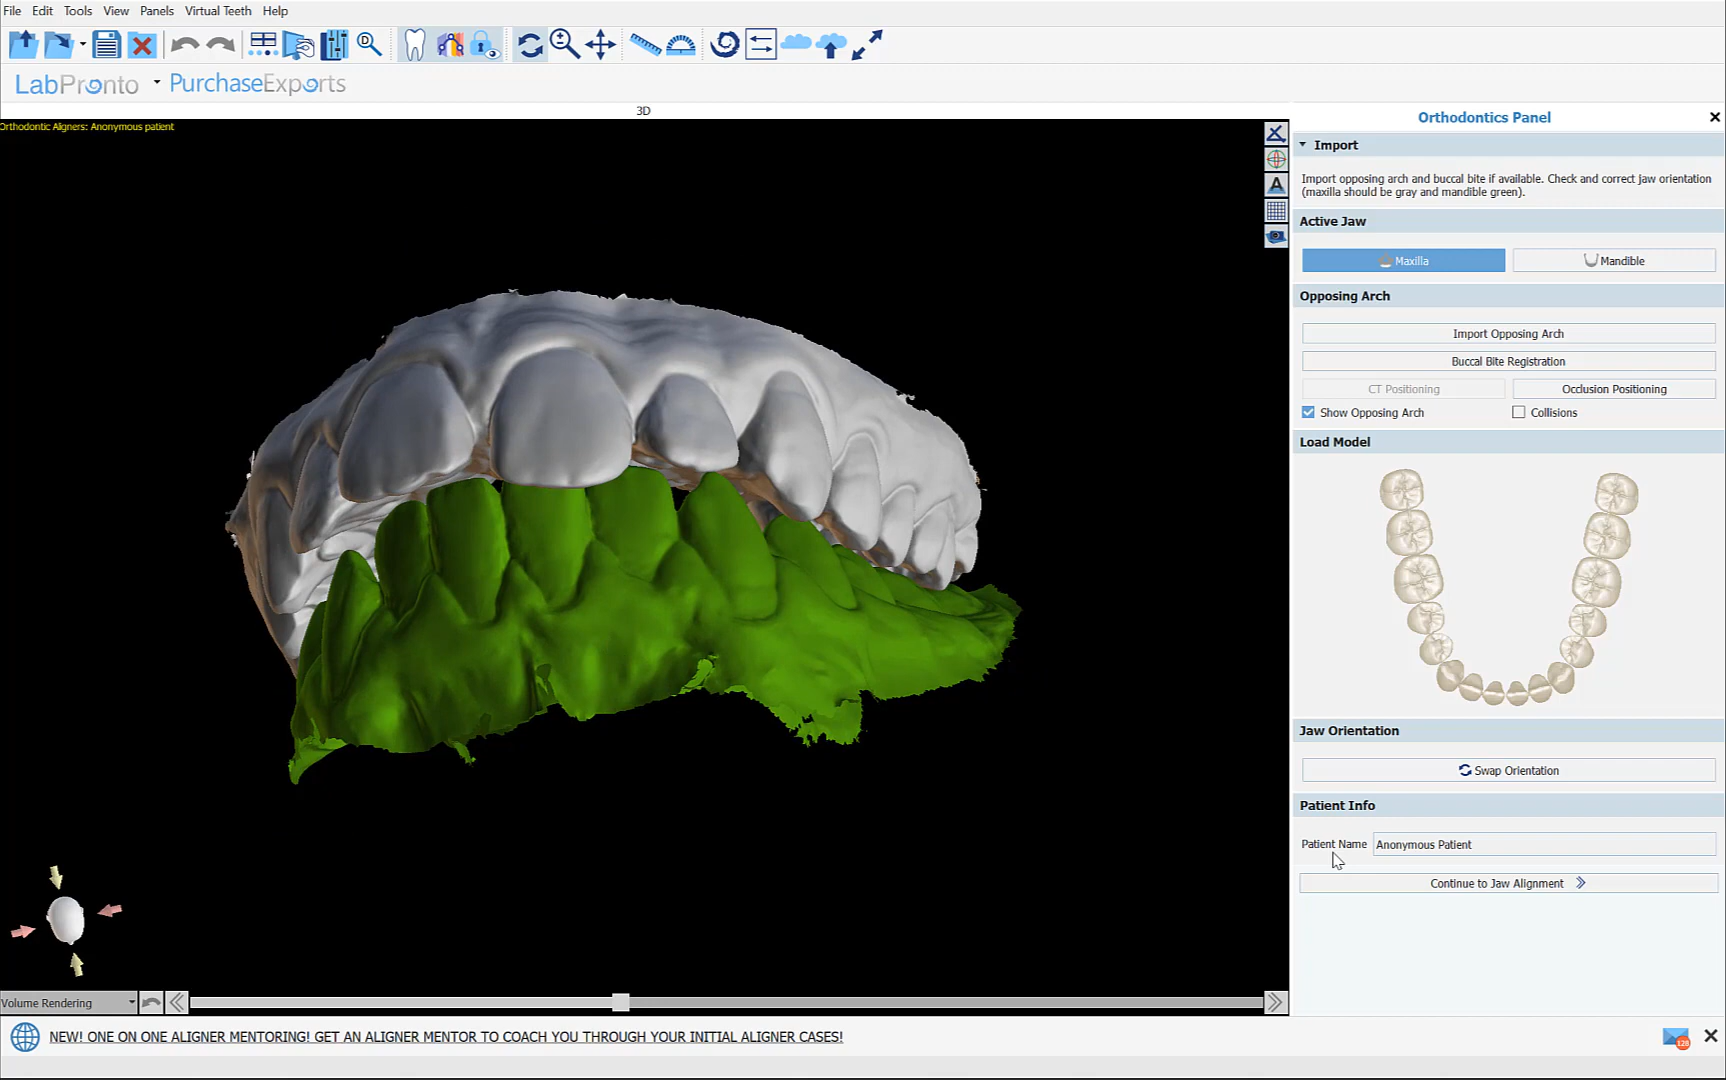 File Edit Tools View Panels Virtual Teeth Help
LabPronto PurchaseExports
3D
Orthodontic Aligners: Anonymous patient
Orthodontics Panel
Import
Import opposing arch and buccal bite if available. Check and correct jaw orientation
(maxilla should be gray and mandible green).
Active Jaw
Maxilla Mandible
Opposing Arch
Import Opposing Arch
Buccal Bite Registration
CT Positioning Occlusion Positioning
Show Opposing Arch Collisions
Load Model
Jaw Orientation
Swap Orientation
Patient Info
Patient Name Anonymous Patient
Continue to Jaw Alignment
Volume Rendering
NEW! ONE ON ONE ALIGNER MENTORING! GET AN ALIGNER MENTOR TO COACH YOU THROUGH YOUR INITIAL ALIGNER CASES!
128